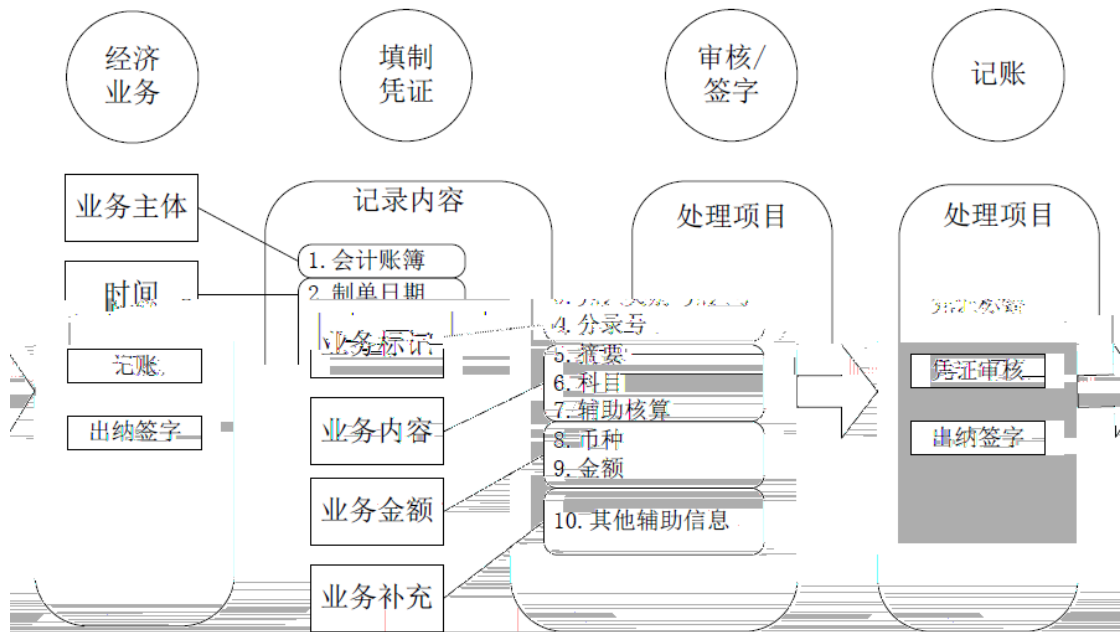 经济
业务
填制
凭证
审核/
签字
记账
业务主体
记录内容
处理项目
处理项目
1. 会计账簿
时间
2. 制单日期
4. 分录号
业务标识
记账
5. 摘要
凭证审核
6. 科目
7. 辅助核算
出纳签字
业务内容
8. 币种
出纳签字
9. 金额
业务金额
10. 其他辅助信息
业务补充